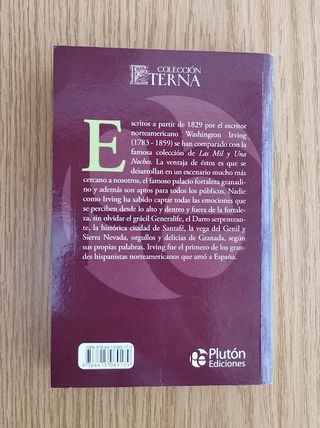 COLECCIÓN
ETERNA
Escritos a partir de 1829 por el escritor
norteamericano Washington Irving
(1783 - 1859) se han comparado con la
famosa colección de Las Mil y Una
Noches. La ventaja de éstos es que se
desarrollan en un escenario mucho más
cercano a nosotros, el famoso palacio fortaleza granadi-
no y además son aptos para todos los públicos. Nadie
como Irving ha sabido captar todas las emociones que
se perciben desde lo alto y dentro y fuera de la fortale-
za, sin olvidar el grácil Generalife, el Darro serpentean-
te, la histórica ciudad de Santafé, la vega del Genil y
Sierra Nevada, orgullos y delicias de Granada, según
sus propias palabras. Irving fue el primero de los gran-
des hispanistas norteamericanos que amó a España.
Plutón
Ediciones